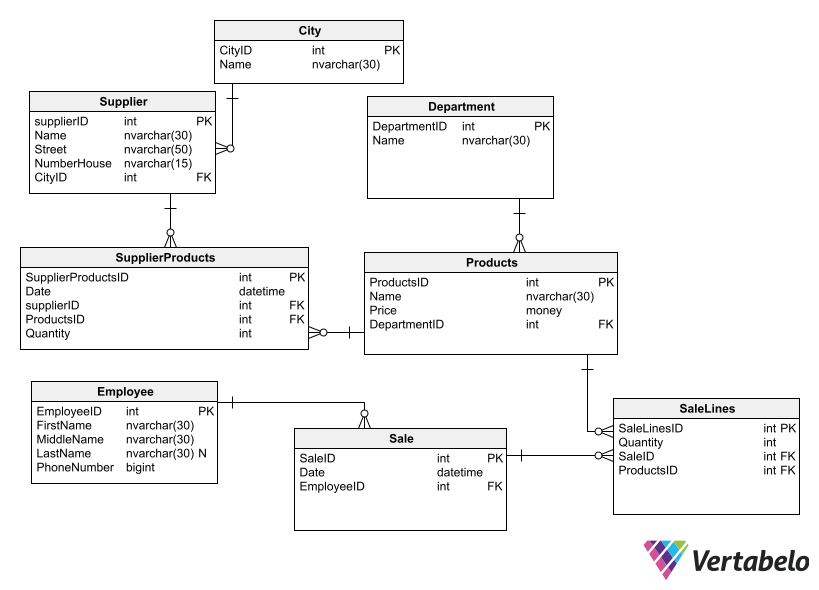 City
CityID int PK
Name nvarchar(30)
Supplier
supplierID int PK
Name nvarchar(30)
Street nvarchar(50)
NumberHouse nvarchar(15)
CityID int FK
Department
DepartmentID int PK
Name nvarchar(30)
SupplierProducts
SupplierProductsID int PK
Date datetime
supplierID int FK
ProductsID int FK
Quantity int
Products
ProductsID int PK
Name nvarchar(30)
Price money
DepartmentID int FK
Employee
EmployeeID int PK
FirstName nvarchar(30)
MiddleName nvarchar(30)
LastName nvarchar(30) N
PhoneNumber bigint
Sale
SaleID int PK
Date datetime
EmployeeID int FK
SaleLines
SaleLinesID int PK
Quantity int
SaleID int FK
ProductsID int FK
Vertabelo